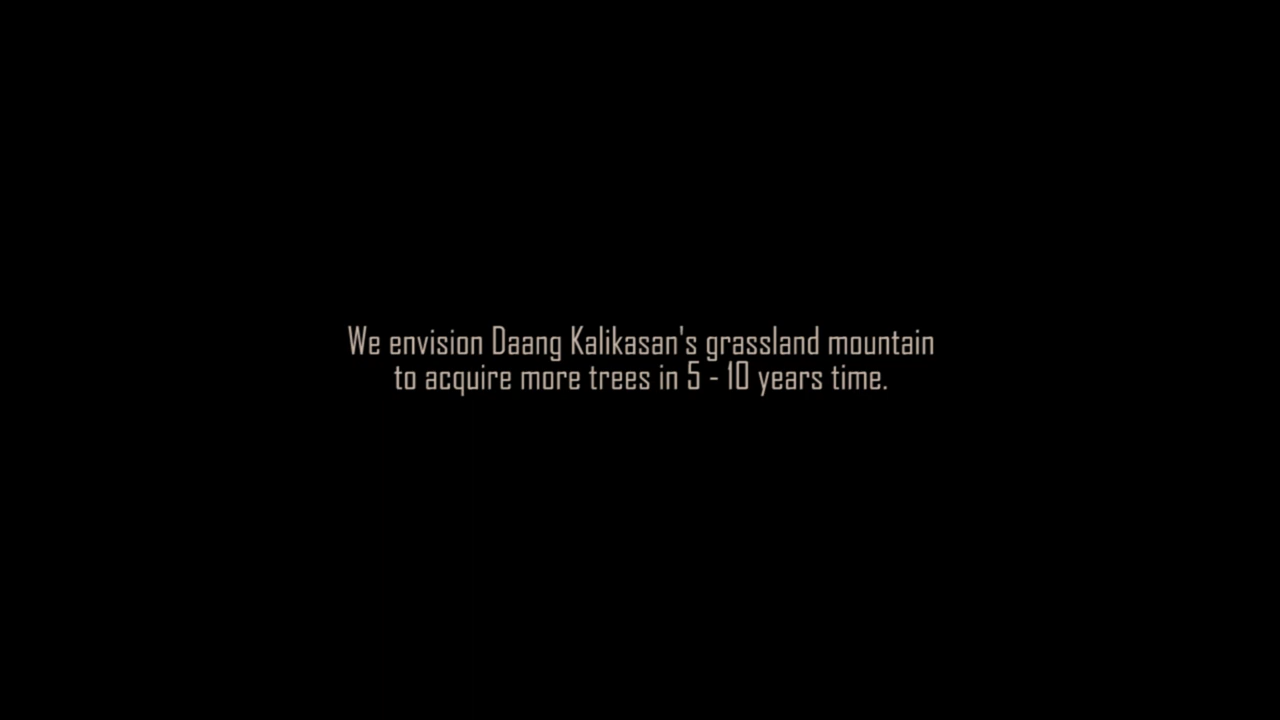 We envision Daang Kalikasan's grassland mountain
to acquire more trees in 5 - 10 years time.